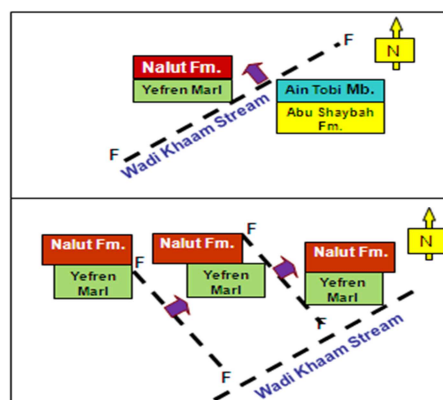 F
N
Nalut Fm.
Yefren Marl
Ain Tobi Mb.
Abu Shaybah
Fm.
F
Wadi Khaam Stream
N
F
Nalut Fm.
Nalut Fm.
Nalut Fm.
F
Yefren
Marl
Yefren
Marl
Yefren
Marl
F
F
Wadi Khaam Stream